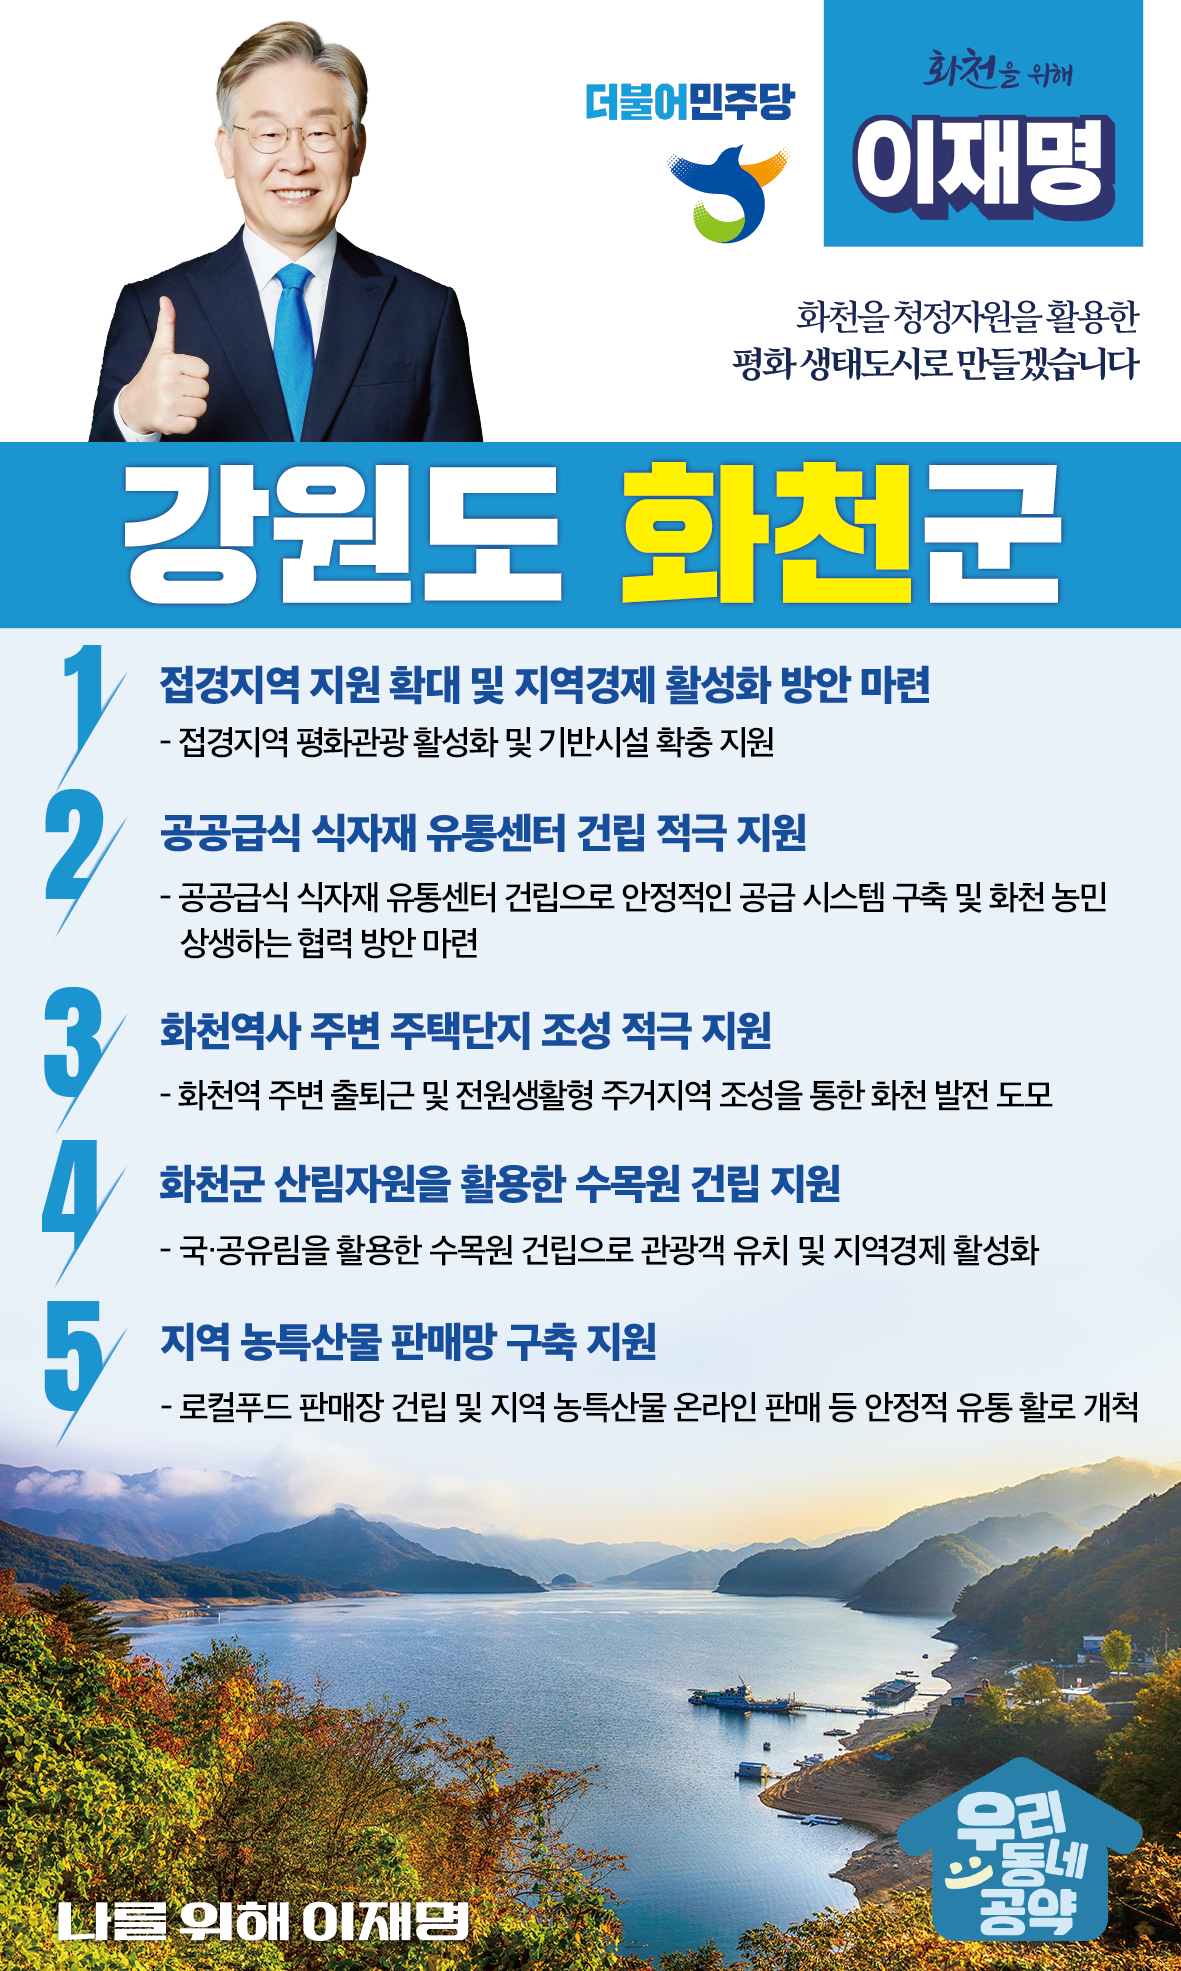 더불어민주당
화천을 위해
이재명
화천을 청정자원을 활용한
평화 생태도시로 만들겠습니다
강원도 화천군
1 접경지역 지원 확대 및 지역경제 활성화 방안 마련
- 접경지역 평화관광 활성화 및 기반시설 확충 지원
2 공공급식 식자재 유통센터 건립 적극 지원
- 공공급식 식자재 유통센터 건립으로 안정적인 공급 시스템 구축 및 화천 농민
상생하는 협력 방안 마련
3 화천역사 주변 주택단지 조성 적극 지원
- 화천역 주변 출퇴근 및 전원생활형 주거지역 조성을 통한 화천 발전 도모
4 화천군 산림자원을 활용한 수목원 건립 지원
- 국·공유림을 활용한 수목원 건립으로 관광객 유치 및 지역경제 활성화
5 지역 농특산물 판매망 구축 지원
- 로컬푸드 판매장 건립 및 지역 농특산물 온라인 판매 등 안정적 유통 활로 개척
나를 위해 이재명
우리
동네
공약